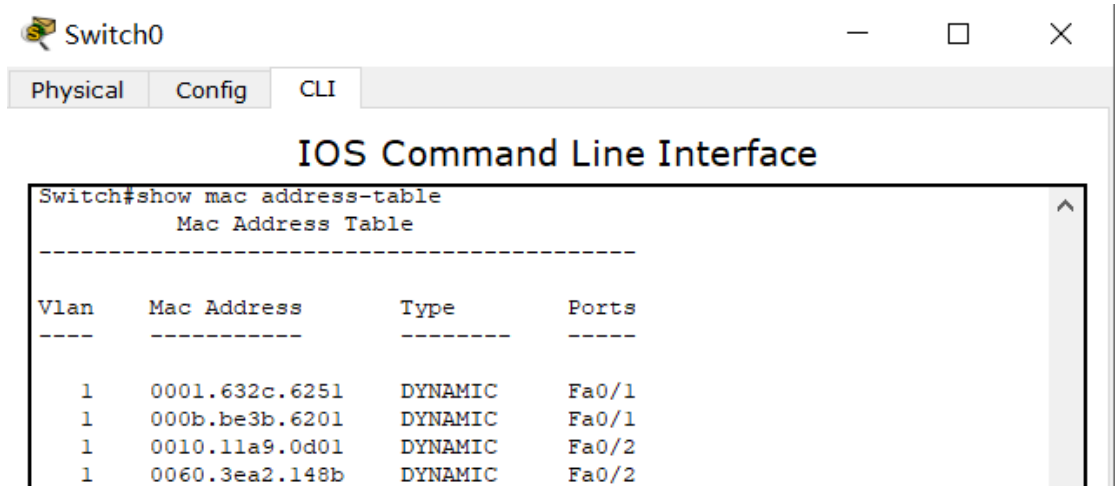 Switch0
Physical Config CLI
IOS Command Line Interface
Switch#show mac address-table
Mac Address Table
-------------------------------------------
Vlan Mac Address Type Ports
---- ----------- -------- -----
1 0001.632c.6251 DYNAMIC Fa0/1
1 000b.be3b.6201 DYNAMIC Fa0/1
1 0010.11a9.0d01 DYNAMIC Fa0/2
1 0060.3ea2.148b DYNAMIC Fa0/2